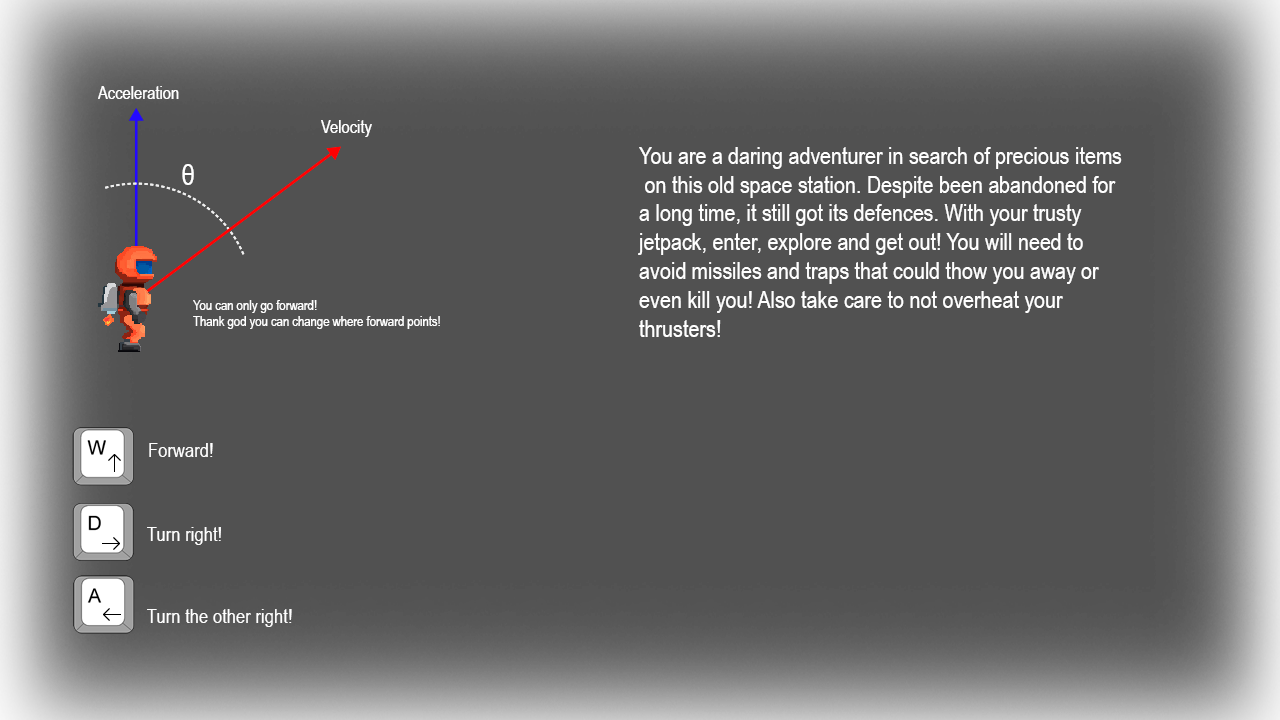 Acceleration
Velocity
θ
You can only go forward!
Thank god you can change where forward points!
W
↑
Forward!
D
→
Turn right!
A
←
Turn the other right!
You are a daring adventurer in search of precious items
on this old space station. Despite been abandoned for
a long time, it still got its defences. With your trusty
jetpack, enter, explore and get out! You will need to
avoid missiles and traps that could thow you away or
even kill you! Also take care to not overheat your
thrusters!